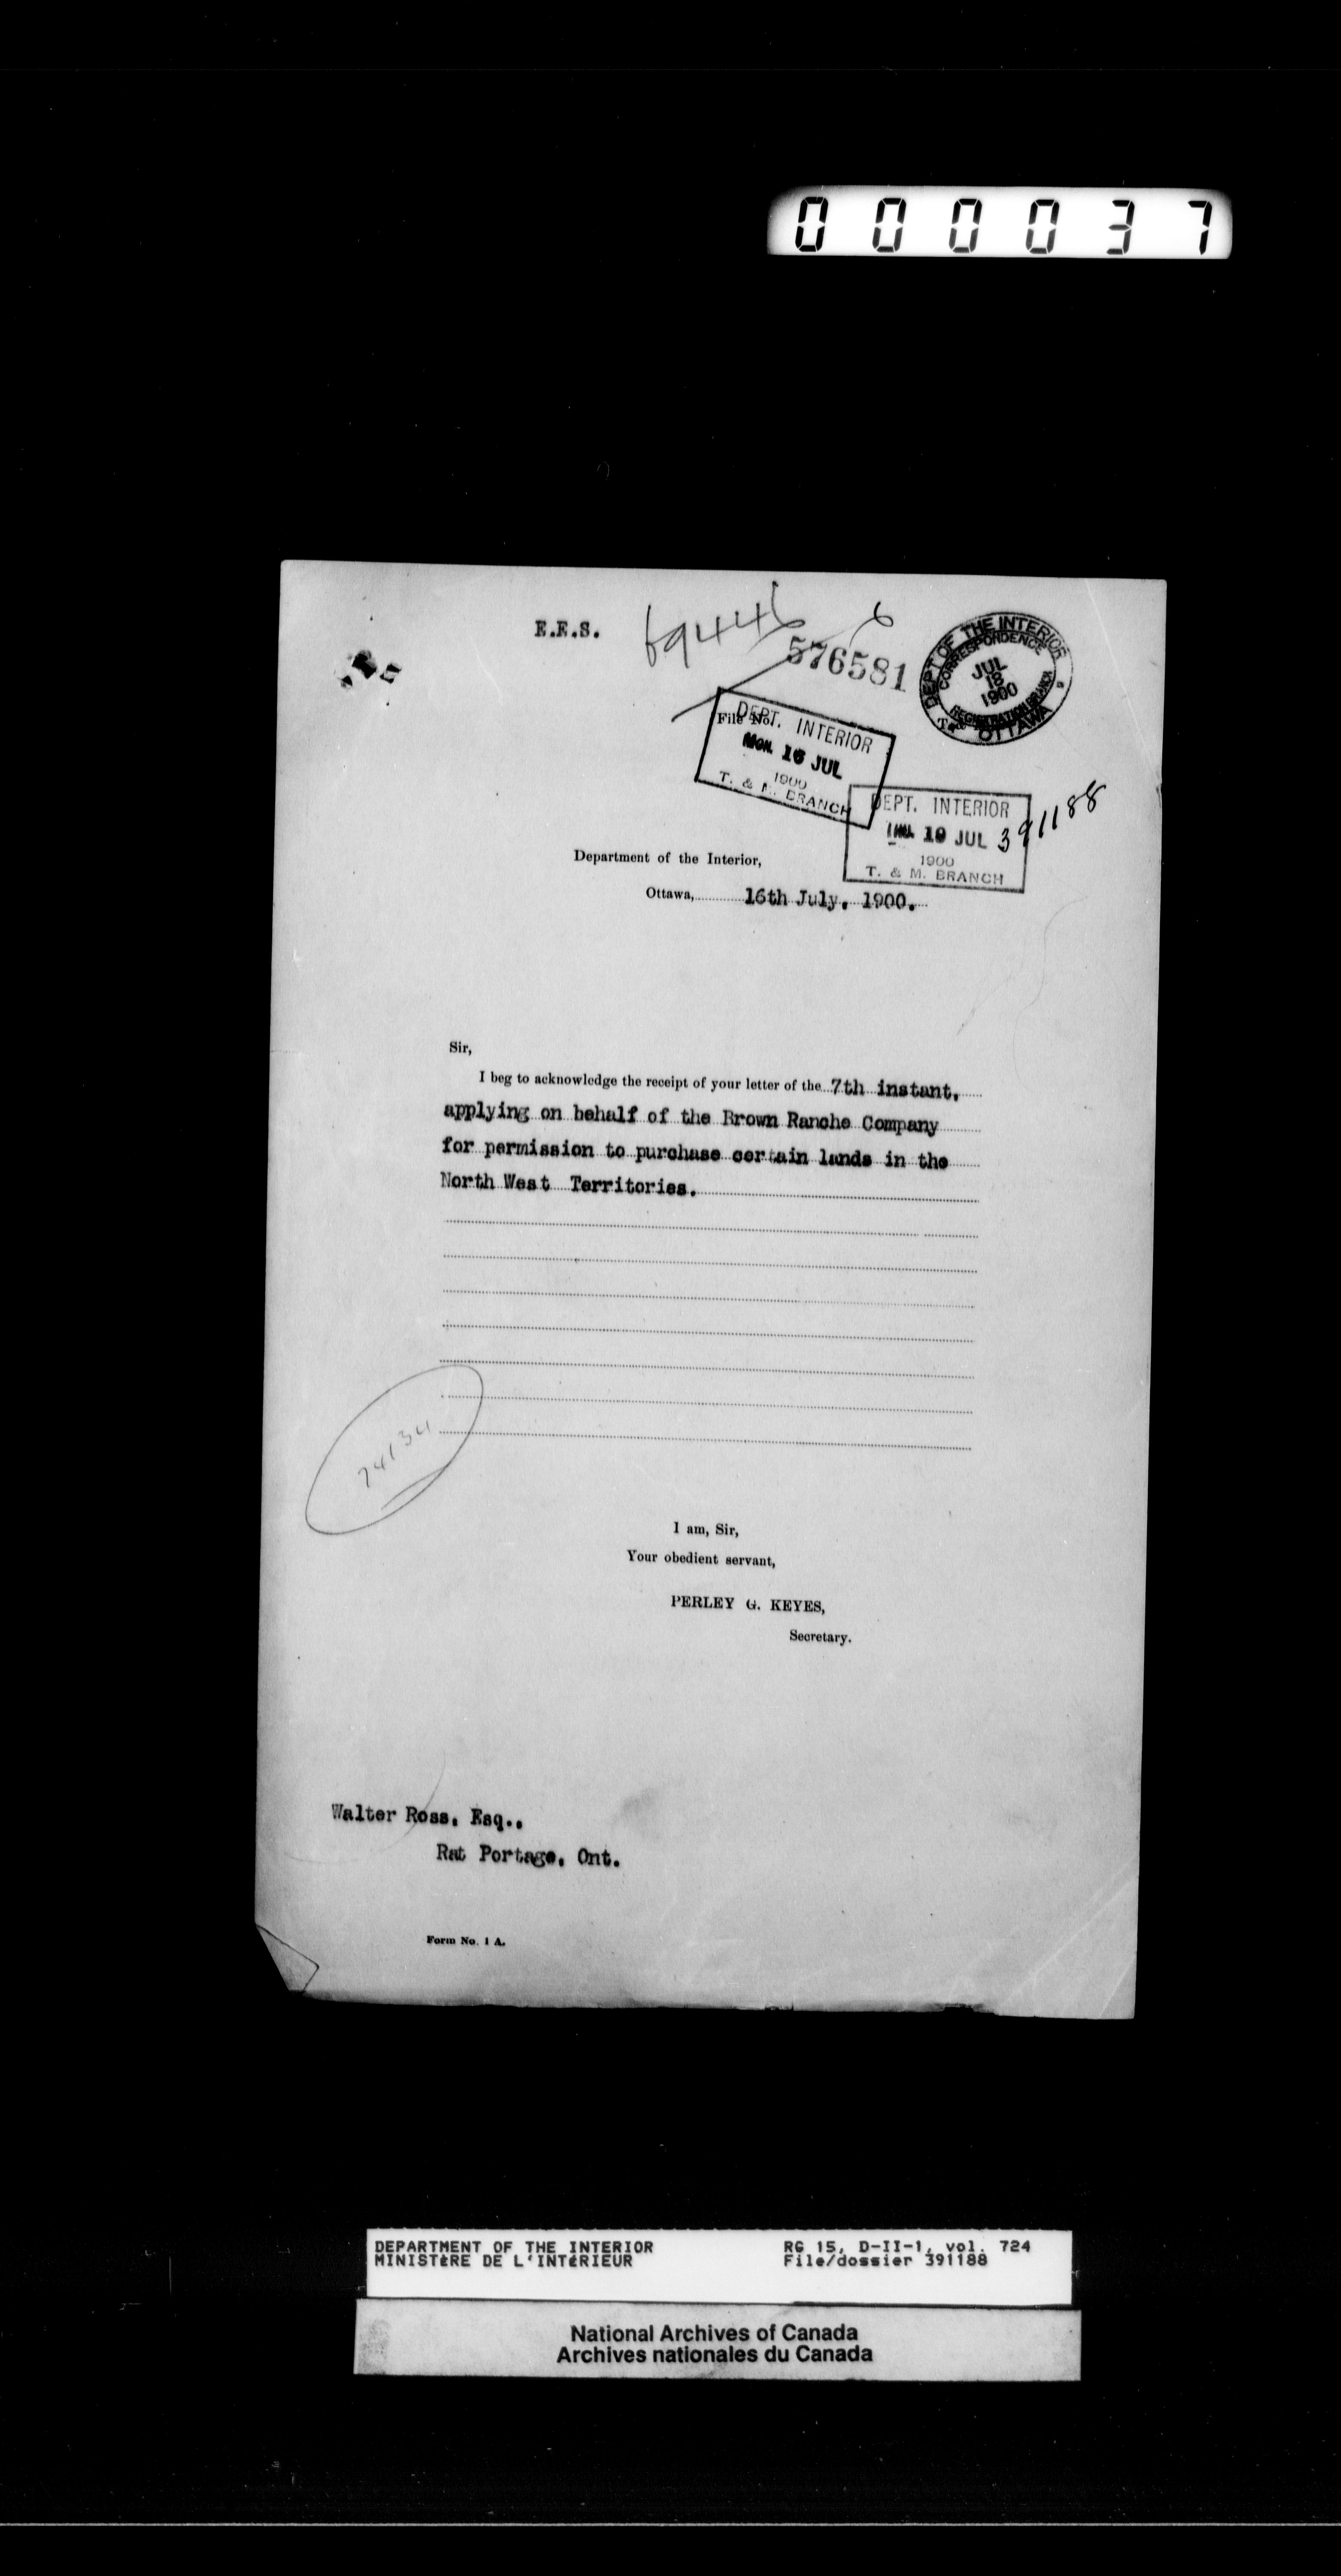 000037
E.E.S.
69446
576581
DEPT OF THE INTERIOR
CORRESPONDENCE
JUL
18
1900
REGISTRATION BRANCH
OTTAWA
File No.
DEPT. INTERIOR
MON. 16 JUL
1900
T. & M. BRANCH
DEPT. INTERIOR
19 JUL
1900
T. & M. BRANCH
391188
Department of the Interior,
Ottawa, 16th July, 1900.
Sir,
I beg to acknowledge the receipt of your letter of the 7th instant,
applying on behalf of the Brown Ranche Company
for permission to purchase certain lands in the
North West Territories.
74134
I am, Sir,
Your obedient servant,
PERLEY G. KEYES,
Secretary.
Walter Ross, Esq.,
Rat Portage, Ont.
Form No. 1 A.
DEPARTMENT OF THE INTERIOR RG 15, D-II-1, vol. 724
MINISTèRE DE L'INTéRIEUR File/dossier 391188
National Archives of Canada
Archives nationales du Canada